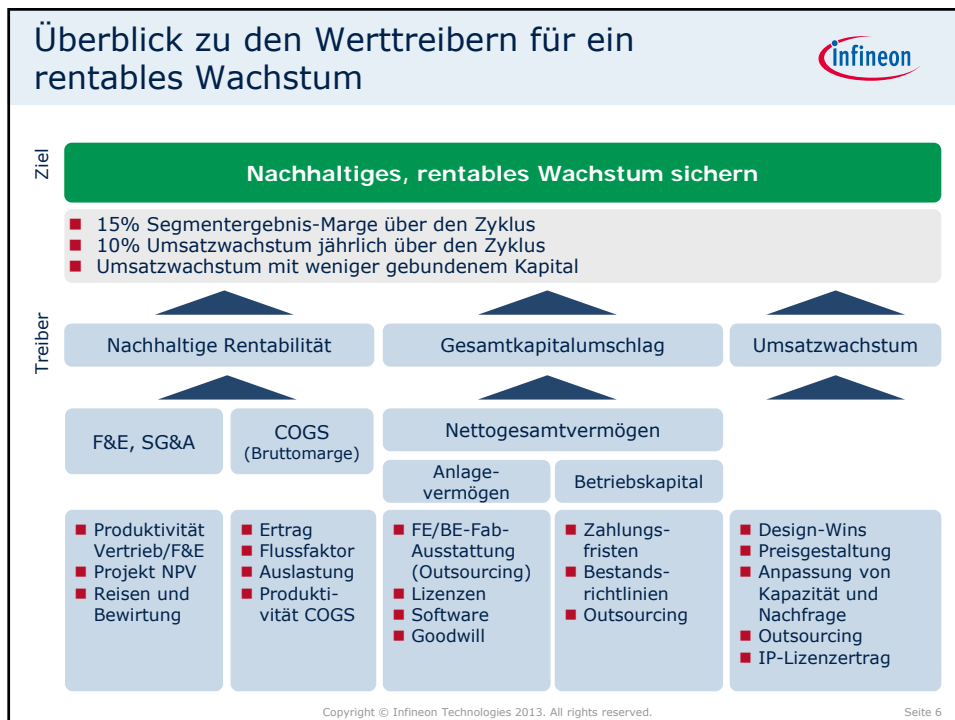 Überblick zu den Werttreibern für ein
rentables Wachstum
infineon
Ziel
Nachhaltiges, rentables Wachstum sichern
15% Segmentergebnis-Marge über den Zyklus
10% Umsatzwachstum jährlich über den Zyklus
Umsatzwachstum mit weniger gebundenem Kapital
Treiber
Nachhaltige Rentabilität
Gesamtkapitalumschlag
Umsatzwachstum
F&E, SG&A
COGS
(Bruttomarge)
Nettogesamtvermögen
Anlage-
vermögen
Betriebskapital
Produktivität
Vertrieb/F&E
Projekt NPV
Reisen und
Bewirtung
Ertrag
Flussfaktor
Auslastung
Produkti-
vität COGS
FE/BE-Fab-
Ausstattung
(Outsourcing)
Lizenzen
Software
Goodwill
Zahlungs-
fristen
Bestands-
richtlinien
Outsourcing
Design-Wins
Preisgestaltung
Anpassung von
Kapazität und
Nachfrage
Outsourcing
IP-Lizenzertrag
Copyright © Infineon Technologies 2013. All rights reserved.
Seite 6